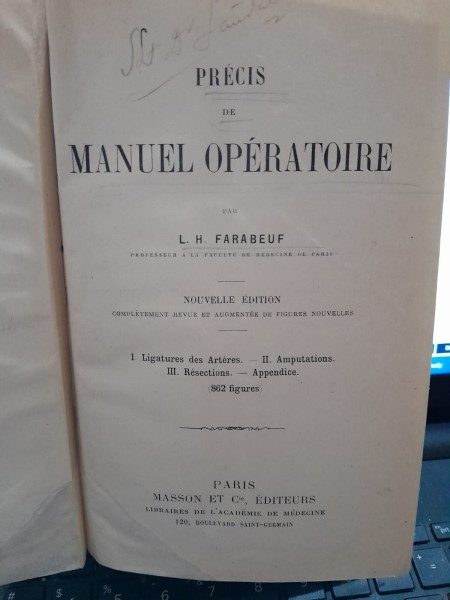 PRÉCIS
DE
MANUEL OPÉRATOIRE
PAR
L. H. FARABEUF
PROFESSEUR A LA FACULTÉ DE MÉDECINE DE PARIS
NOUVELLE ÉDITION
COMPLÈTEMENT REVUE ET AUGMENTÉE DE FIGURES NOUVELLES
I Ligatures des Artères. — II. Amputations.
III. Résections. — Appendice.
(862 figures)
PARIS
MASSON ET Cie, ÉDITEURS
LIBRAIRES DE L'ACADÉMIE DE MÉDECINE
120, BOULEVARD SAINT-GERMAIN